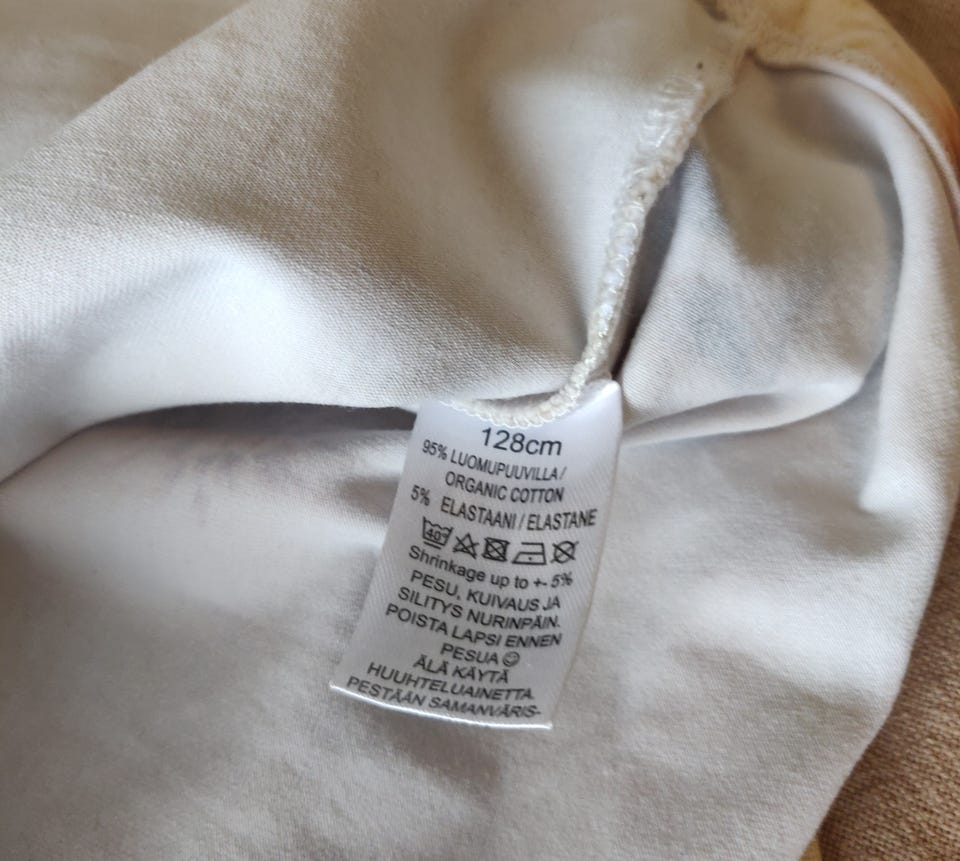 128cm
95% LUOMUPUUVILLA/
ORGANIC COTTON
5% ELASTAANI/ELASTANE
40°
Shrinkage up to +- 5%
PESU, KUIVAUS JA
SILITYS NURINPÄIN.
POISTA LAPSI ENNEN
PESUA☺
ÄLÄ KÄYTÄ
HUUHTELUAINETTA.
PESTÄÄN SAMANVÄRIS-